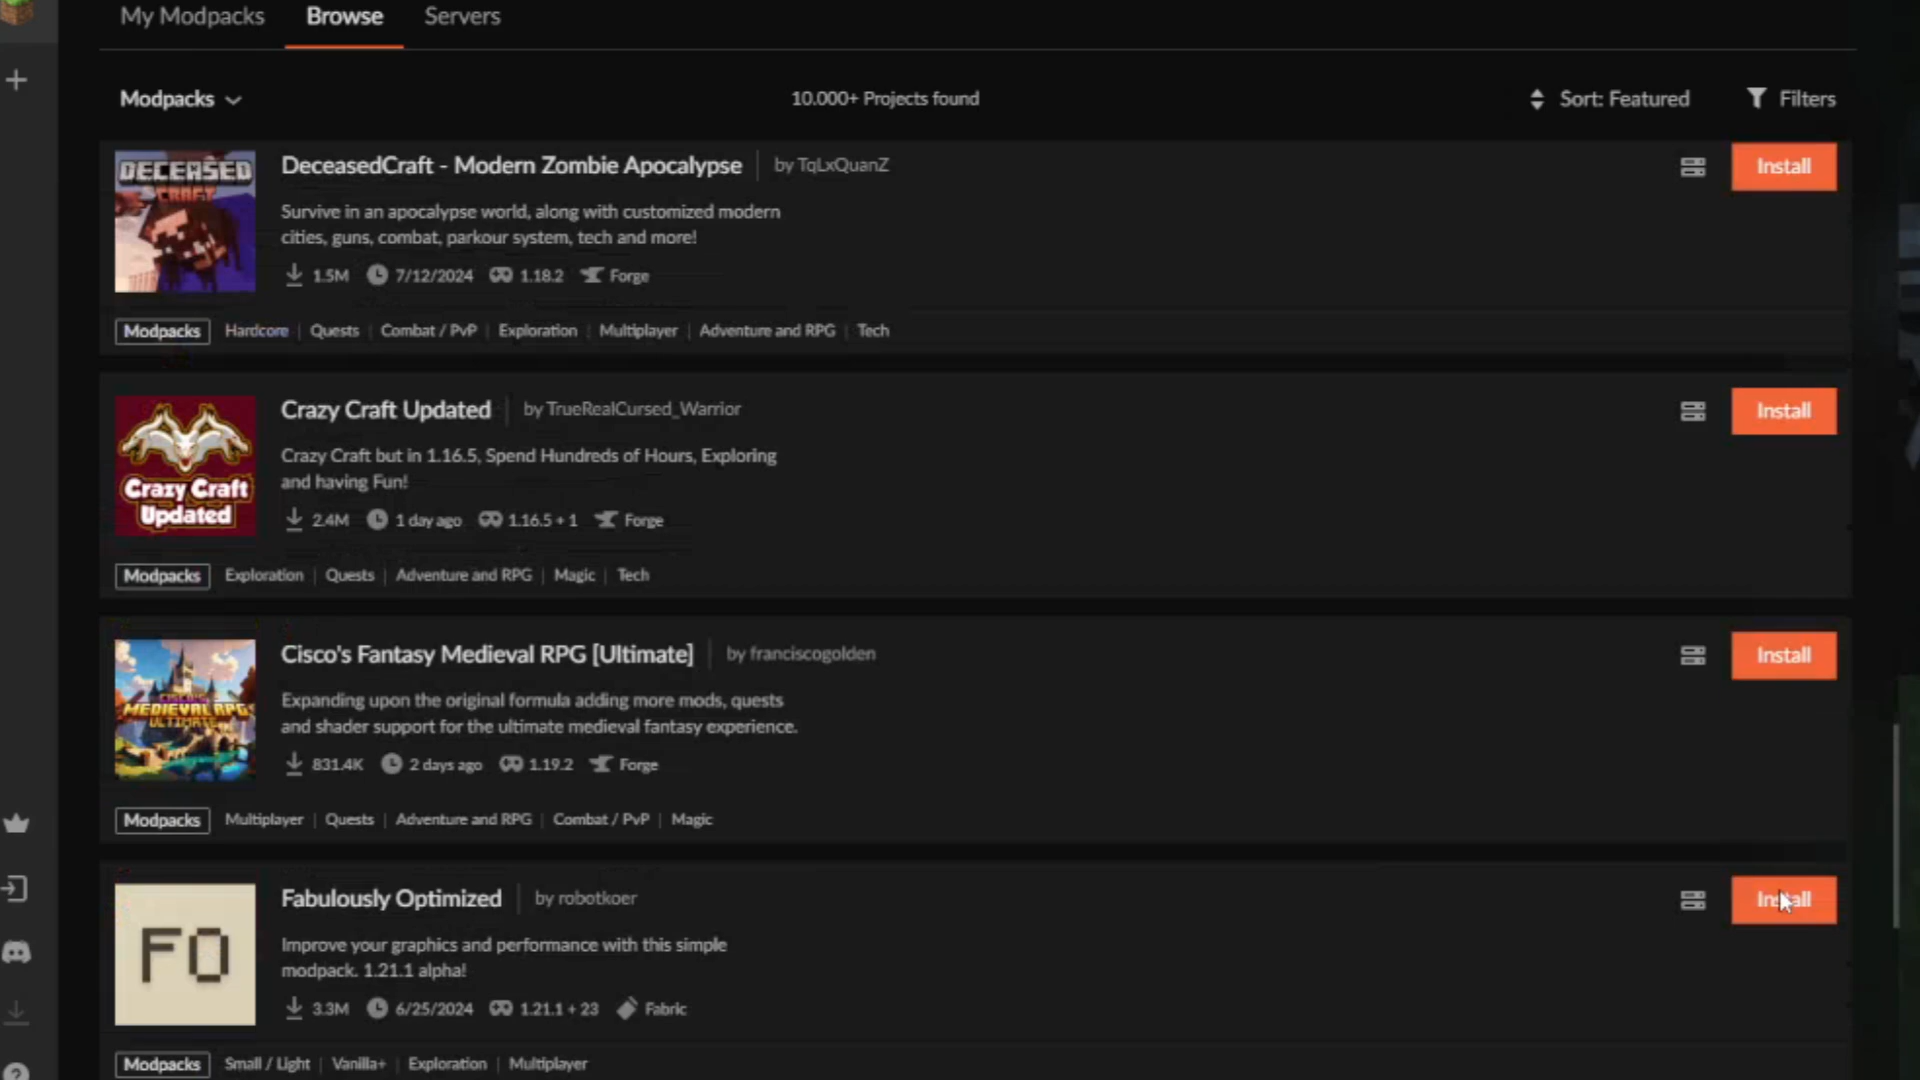 My Modpacks Browse Servers
Modpacks 10.000+ Projects found Sort: Featured Filters
DECEASED
CRAFT
DeceasedCraft - Modern Zombie Apocalypse by TqLxQuanZ Install
Survive in an apocalypse world, along with customized modern
cities, guns, combat, parkour system, tech and more!
1.5M 7/12/2024 1.18.2 Forge
Modpacks Hardcore Quests Combat / PvP Exploration Multiplayer Adventure and RPG Tech
Crazy Craft
Updated
Crazy Craft Updated by TrueRealCursed_Warrior Install
Crazy Craft but in 1.16.5, Spend Hundreds of Hours, Exploring
and having Fun!
2.4M 1 day ago 1.16.5 + 1 Forge
Modpacks Exploration Quests Adventure and RPG Magic Tech
CISCO'S
MEDIEVAL RPG
ULTIMATE
Cisco's Fantasy Medieval RPG [Ultimate] by franciscogolden Install
Expanding upon the original formula adding more mods, quests
and shader support for the ultimate medieval fantasy experience.
831.4K 2 days ago 1.19.2 Forge
Modpacks Multiplayer Quests Adventure and RPG Combat / PvP Magic
FO
Fabulously Optimized by robotkoer Install
Improve your graphics and performance with this simple
modpack. 1.21.1 alpha!
3.3M 6/25/2024 1.21.1 + 23 Fabric
Modpacks Small / Light Vanilla+ Exploration Multiplayer